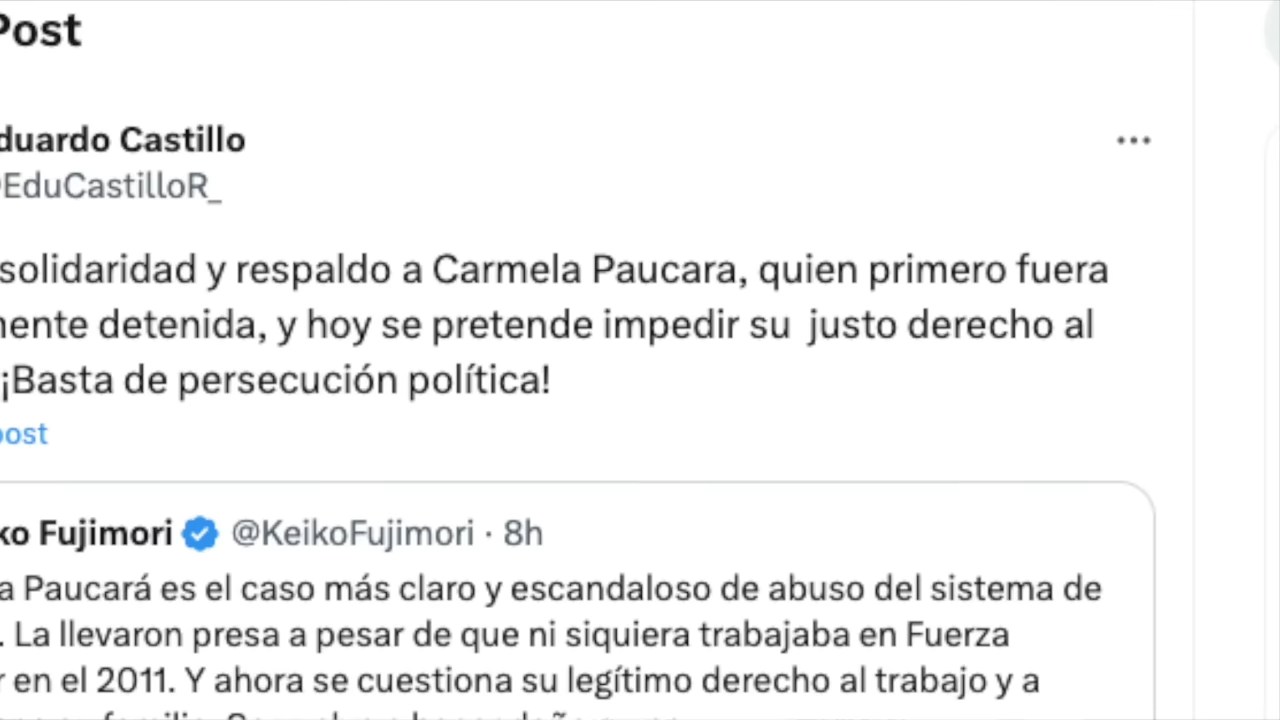 Post
duardo Castillo
EduCastilloR_
solidaridad y respaldo a Carmela Paucara, quien primero fuera
mente detenida, y hoy se pretende impedir su justo derecho al
¡Basta de persecución política!
post
ko Fujimori @KeikoFujimori · 8h
a Paucará es el caso más claro y escandaloso de abuso del sistema de
. La llevaron presa a pesar de que ni siquiera trabajaba en Fuerza
r en el 2011. Y ahora se cuestiona su legítimo derecho al trabajo y a